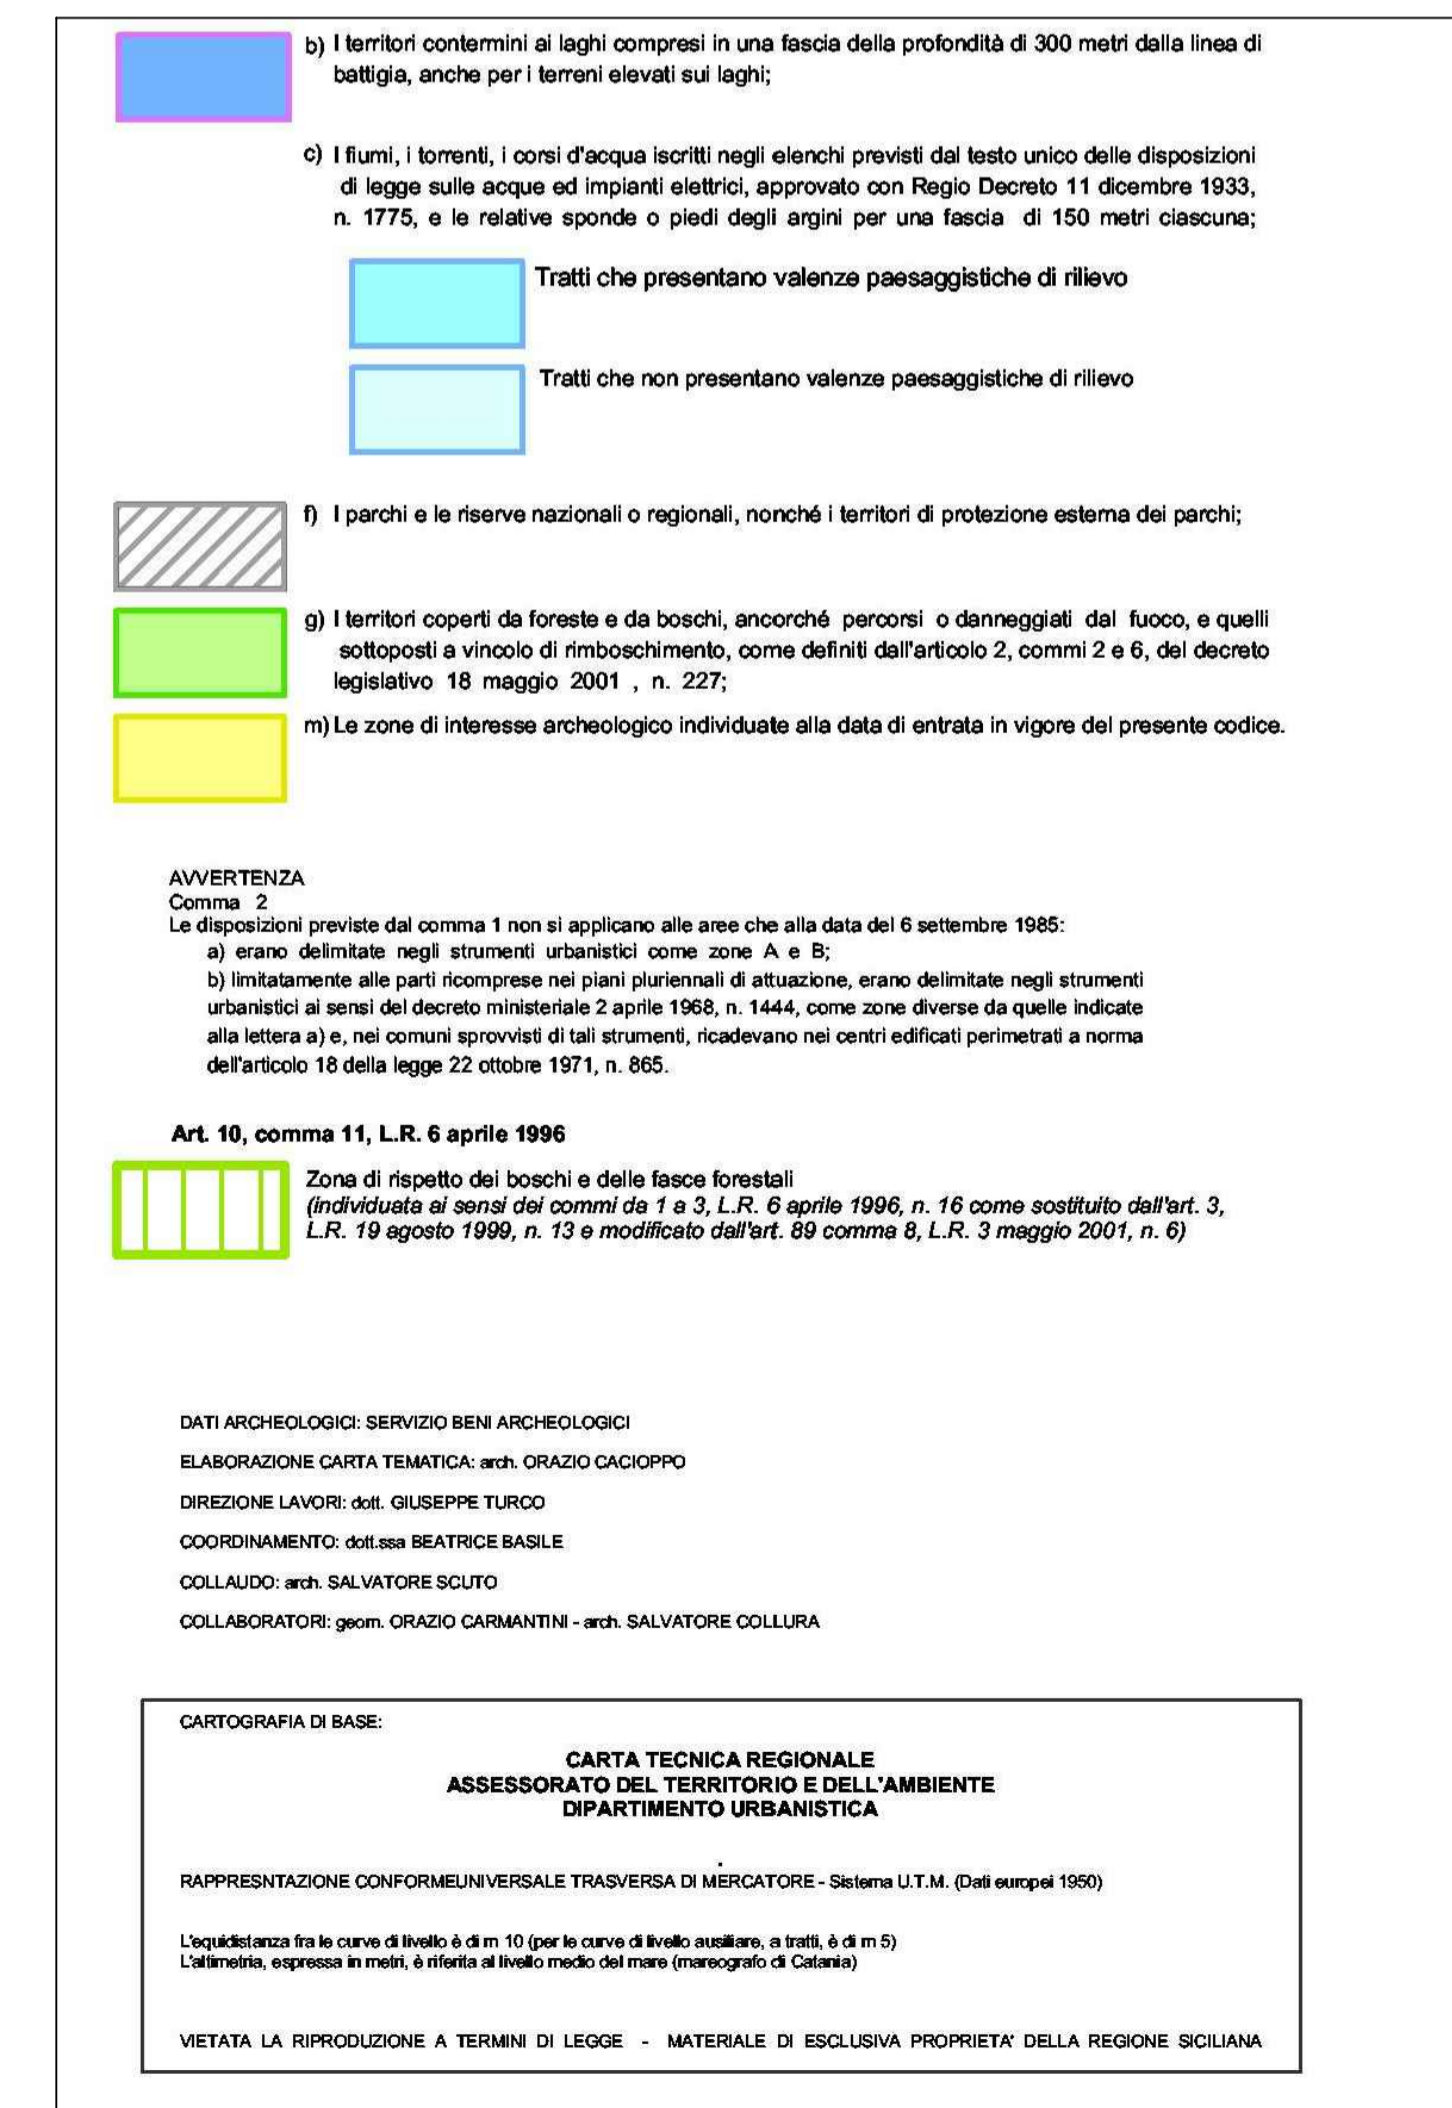 b) I territori contermini ai laghi compresi in una fascia della profondità di 300 metri dalla linea di
battigia, anche per i terreni elevati sui laghi;
c) I fiumi, i torrenti, i corsi d'acqua iscritti negli elenchi previsti dal testo unico delle disposizioni
di legge sulle acque ed impianti elettrici, approvato con Regio Decreto 11 dicembre 1933,
n. 1775, e le relative sponde o piedi degli argini per una fascia di 150 metri ciascuna;
Tratti che presentano valenze paesaggistiche di rilievo
Tratti che non presentano valenze paesaggistiche di rilievo
f) I parchi e le riserve nazionali o regionali, nonché i territori di protezione esterna dei parchi;
g) I territori coperti da foreste e da boschi, ancorché percorsi o danneggiati dal fuoco, e quelli
sottoposti a vincolo di rimboschimento, come definiti dall'articolo 2, commi 2 e 6, del decreto
legislativo 18 maggio 2001 , n. 227;
m) Le zone di interesse archeologico individuate alla data di entrata in vigore del presente codice.
AVVERTENZA
Comma 2
Le disposizioni previste dal comma 1 non si applicano alle aree che alla data del 6 settembre 1985:
a) erano delimitate negli strumenti urbanistici come zone A e B;
b) limitatamente alle parti ricomprese nei piani pluriennali di attuazione, erano delimitate negli strumenti
urbanistici ai sensi del decreto ministeriale 2 aprile 1968, n. 1444, come zone diverse da quelle indicate
alla lettera a) e, nei comuni sprovvisti di tali strumenti, ricadevano nei centri edificati perimetrati a norma
dell'articolo 18 della legge 22 ottobre 1971, n. 865.
Art. 10, comma 11, L.R. 6 aprile 1996
Zona di rispetto dei boschi e delle fasce forestali
(individuata ai sensi dei commi da 1 a 3, L.R. 6 aprile 1996, n. 16 come sostituito dall'art. 3,
L.R. 19 agosto 1999, n. 13 e modificato dall'art. 89 comma 8, L.R. 3 maggio 2001, n. 6)
DATI ARCHEOLOGICI: SERVIZIO BENI ARCHEOLOGICI
ELABORAZIONE CARTA TEMATICA: arch. ORAZIO CACIOPPO
DIREZIONE LAVORI: dott. GIUSEPPE TURCO
COORDINAMENTO: dott.ssa BEATRICE BASILE
COLLAUDO: arch. SALVATORE SCUTO
COLLABORATORI: geom. ORAZIO CARMANTINI - arch. SALVATORE COLLURA
CARTOGRAFIA DI BASE:
CARTA TECNICA REGIONALE
ASSESSORATO DEL TERRITORIO E DELL'AMBIENTE
DIPARTIMENTO URBANISTICA
.
RAPPRESNTAZIONE CONFORMEUNIVERSALE TRASVERSA DI MERCATORE - Sistema U.T.M. (Dati europei 1950)
L'equidistanza fra le curve di livello è di m 10 (per le curve di livello ausiliare, a tratti, è di m 5)
L'altimetria, espressa in metri, è riferita al livello medio del mare (mareografo di Catania)
VIETATA LA RIPRODUZIONE A TERMINI DI LEGGE - MATERIALE DI ESCLUSIVA PROPRIETA' DELLA REGIONE SICILIANA